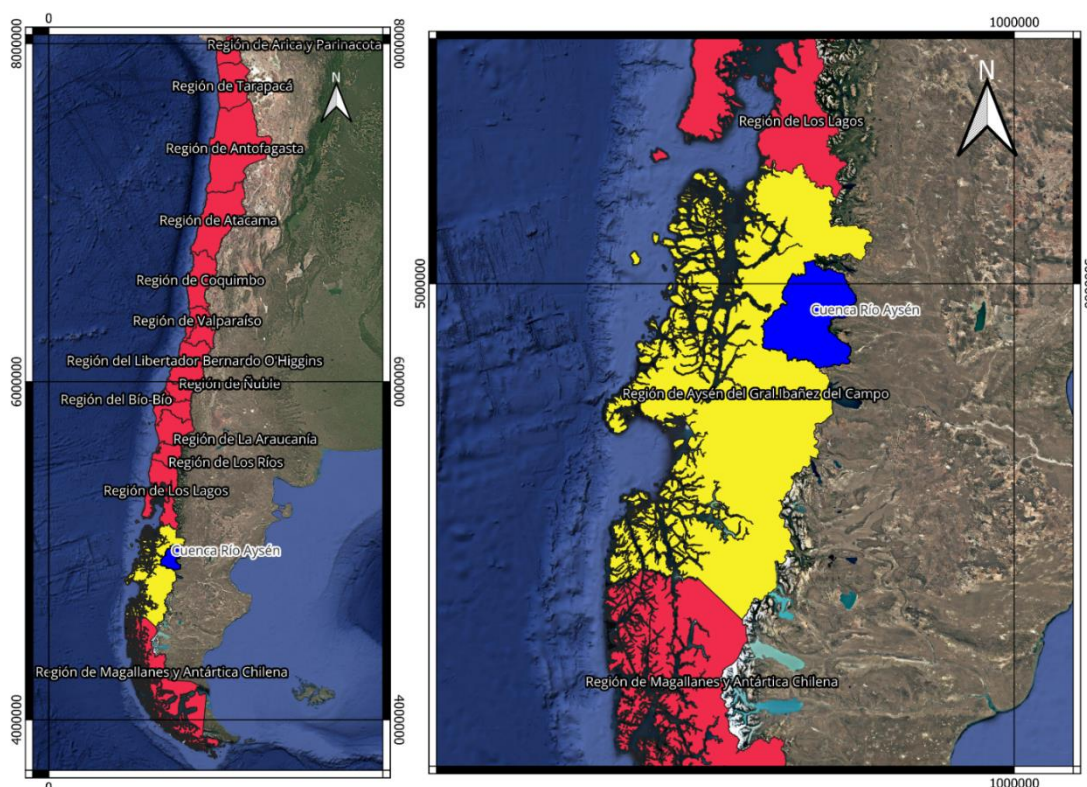 0
8000000
8000000
Región de Arica y Parinacota
N
Región de Tarapacá
Región de Antofagasta
Región de Atacama
Región de Coquimbo
Región de Valparaíso
Región del Libertador Bernardo O'Higgins
6000000
6000000
Región de Ñuble
Región del Bío-Bío
Región de La Araucanía
Región de Los Ríos
Región de Los Lagos
Cuenca Río Aysén
Región de Magallanes y Antártica Chilena
4000000
4000000
0
1000000
N
Región de Los Lagos
5000000
Cuenca Río Aysén
Región de Aysén del Gral.Ibañez del Campo
Región de Magallanes y Antártica Chilena
1000000